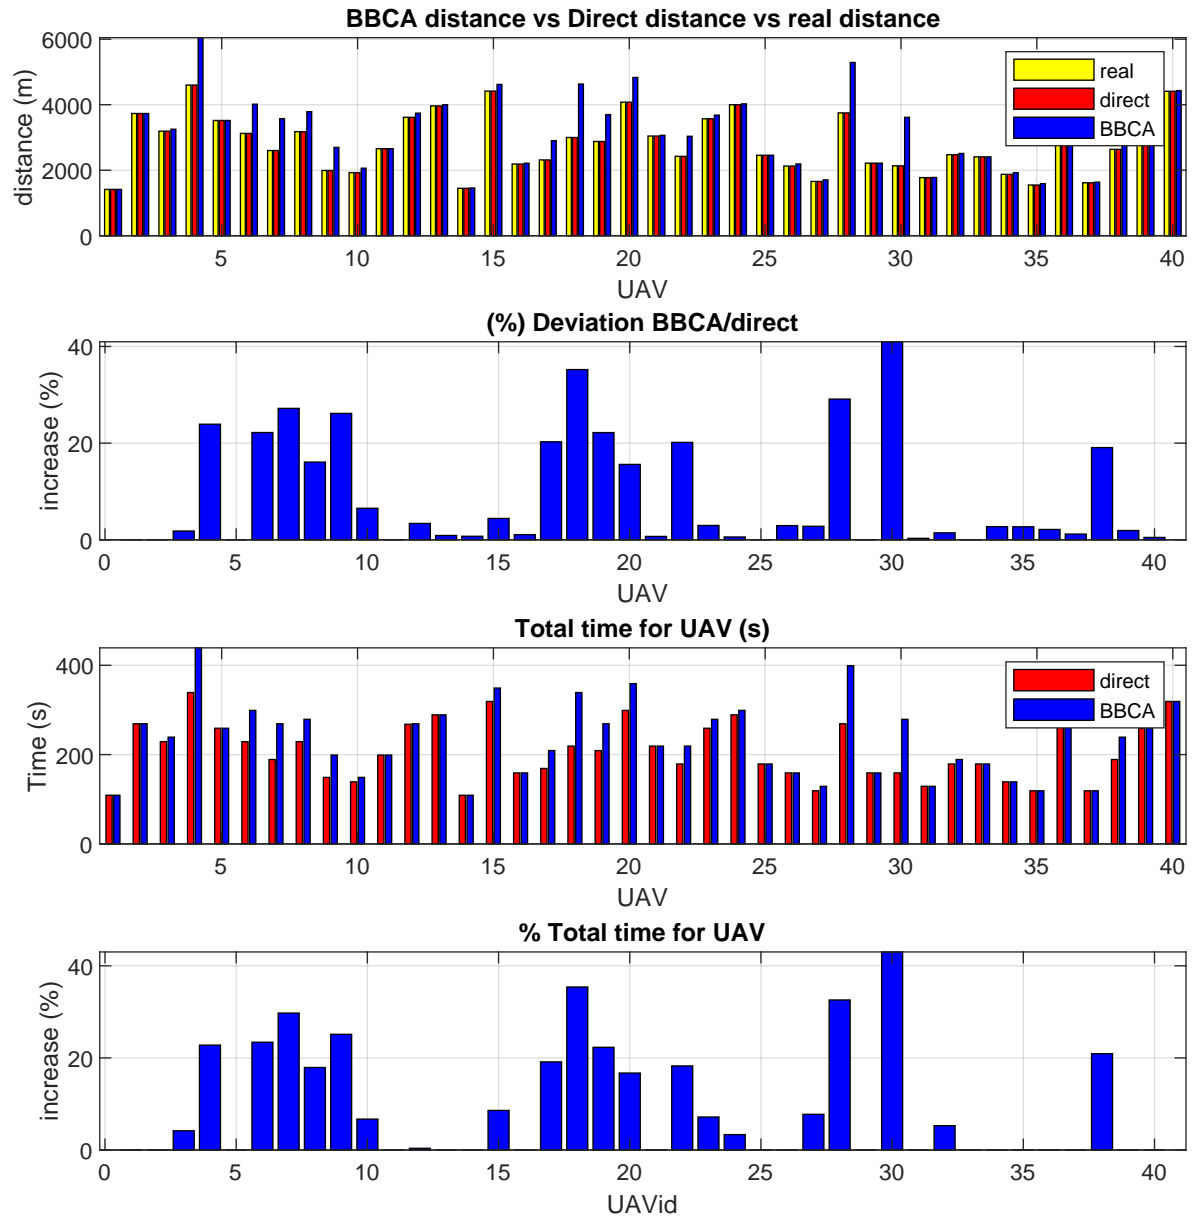 BBCA distance vs Direct distance vs real distance
distance (m)
6000
4000
2000
0
real
direct
BBCA
5 10 15 20 25 30 35 40
UAV
(%) Deviation BBCA/direct
increase (%)
40
20
0
0 5 10 15 20 25 30 35 40
UAV
Total time for UAV (s)
Time (s)
400
200
0
direct
BBCA
5 10 15 20 25 30 35 40
UAV
% Total time for UAV
increase (%)
40
20
0
0 5 10 15 20 25 30 35 40
UAVid